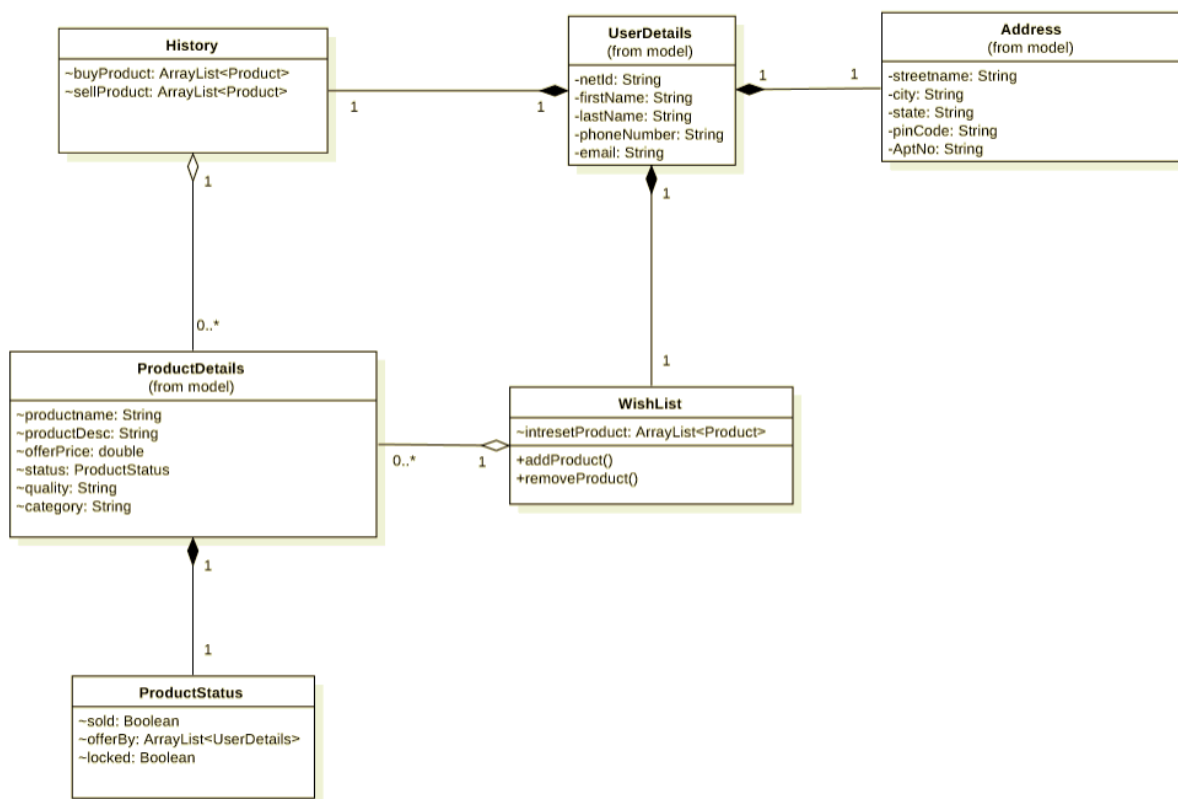 History
~buyProduct: ArrayList<Product>
~sellProduct: ArrayList<Product>
UserDetails
(from model)
-netId: String
-firstName: String
-lastName: String
-phoneNumber: String
-email: String
Address
(from model)
-streetname: String
-city: String
-state: String
-pinCode: String
-AptNo: String
1
1
1
1
1
1
0..*
1
ProductDetails
(from model)
~productname: String
~productDesc: String
~offerPrice: double
~status: ProductStatus
~quality: String
~category: String
0..*
1
WishList
~intresetProduct: ArrayList<Product>
+addProduct()
+removeProduct()
1
1
ProductStatus
~sold: Boolean
~offerBy: ArrayList<UserDetails>
~locked: Boolean